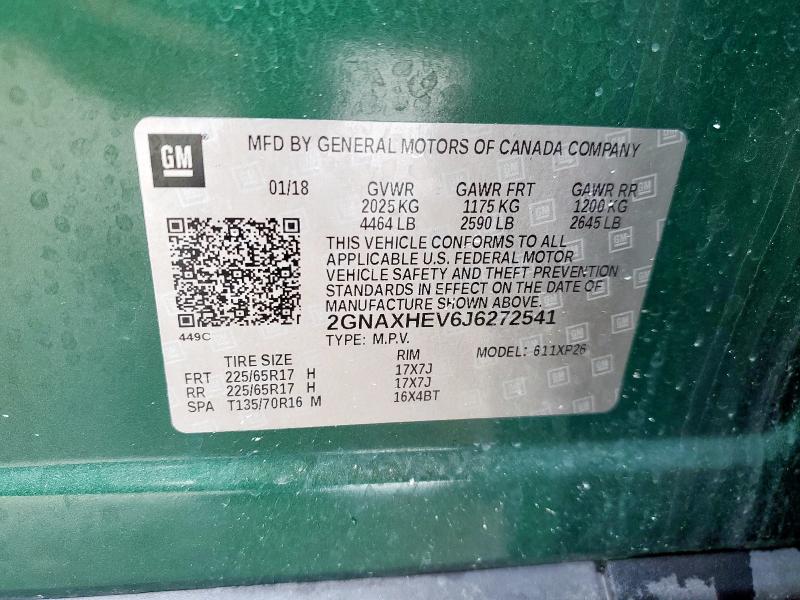 GM
MFD BY GENERAL MOTORS OF CANADA COMPANY
01/18 GVWR GAWR FRT GAWR RR
2025 KG 1175 KG 1200 KG
4464 LB 2590 LB 2645 LB
THIS VEHICLE CONFORMS TO ALL
APPLICABLE U.S. FEDERAL MOTOR
VEHICLE SAFETY AND THEFT PREVENTION
STANDARDS IN EFFECT ON THE DATE OF
MANUFACTURE SHOWN ABOVE.
449C
2GNAXHEV6J6272541
TYPE: M.P.V. MODEL: 611XP26
TIRE SIZE RIM
FRT 225/65R17 H 17X7J
RR 225/65R17 H 17X7J
SPA T135/70R16 M 16X4BT